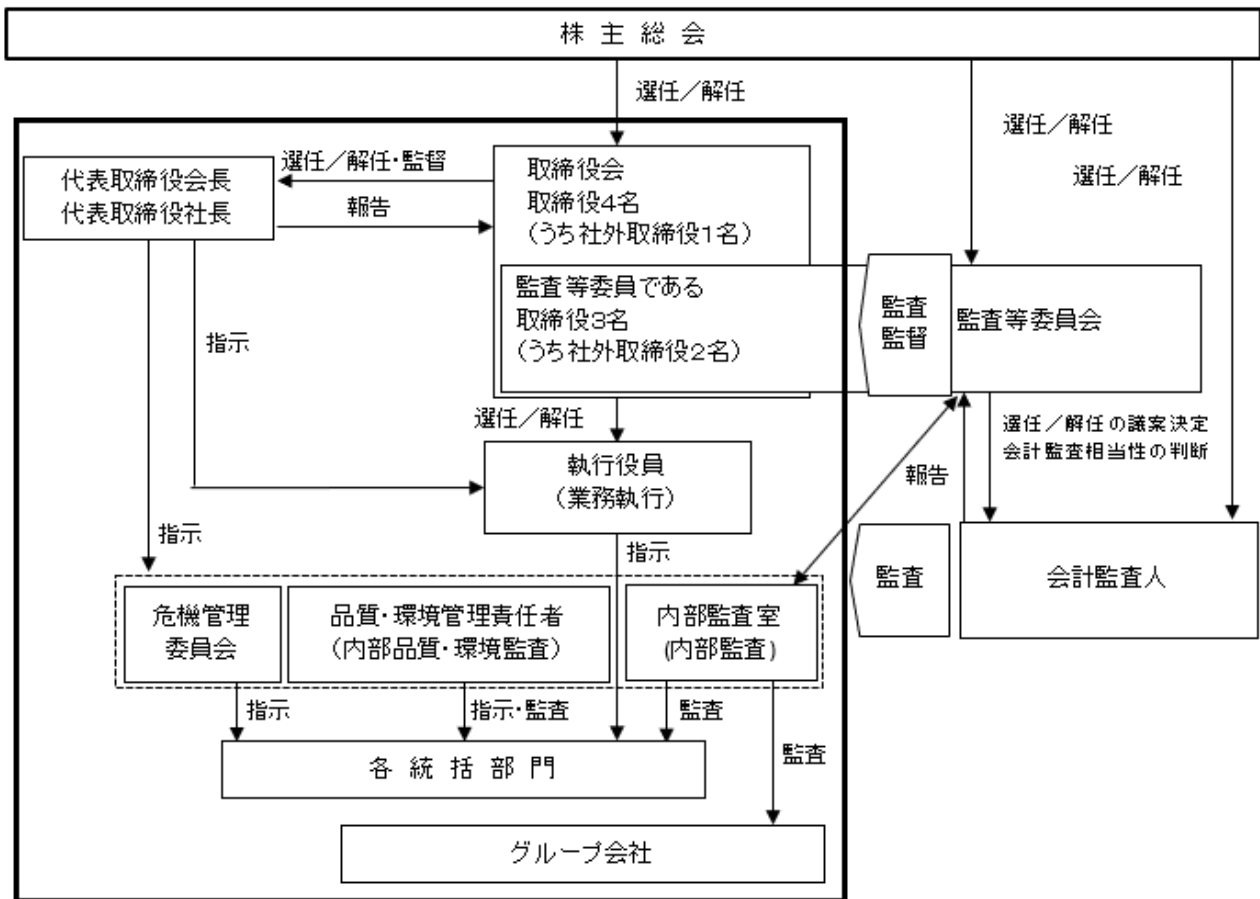 株主総会
選任／解任
選任／解任
選任／解任
代表取締役会長
代表取締役社長
選任／解任・監督
報告
取締役会
取締役4名
（うち社外取締役1名）
監査等委員である
取締役3名
（うち社外取締役2名）
監査
監督
監査等委員会
指示
選任／解任
選任／解任の議案決定
会計監査相当性の判断
執行役員
（業務執行）
報告
指示
指示
監査
会計監査人
危機管理
委員会
品質・環境管理責任者
（内部品質・環境監査）
内部監査室
(内部監査)
指示
指示・監査
監査
監査
各統括部門
グループ会社